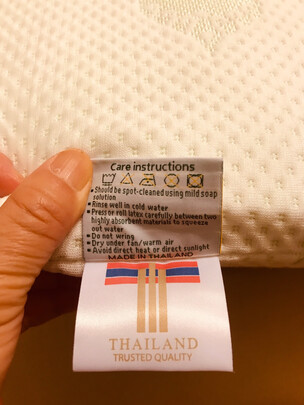 Care instructions
•Should be spot-cleaned using mild soap
solution
•Rinse well in cold water
•Press or roll latex carefully between two
highly absorbent materials to squeeze
out water
•Do not wring
•Dry under fan/warm air
•Avoid direct heat or direct sunlight
MADE IN THAILAND
THAILAND
TRUSTED QUALITY